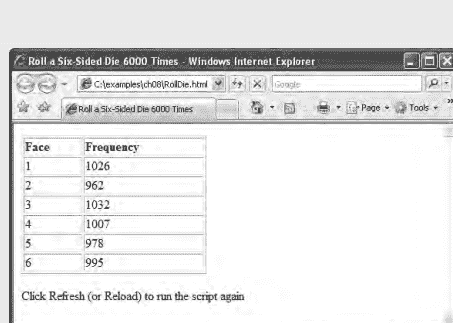 Roll a Six-Sided Die 6000 Times - Windows Internet Explorer
C:\examples\ch08\RollDie.html
Google
Roll a Six-Sided Die 6000 Times
Page
Tools
Face Frequency
1 1026
2 962
3 1032
4 1007
5 978
6 995
Click Refresh (or Reload) to run the script again